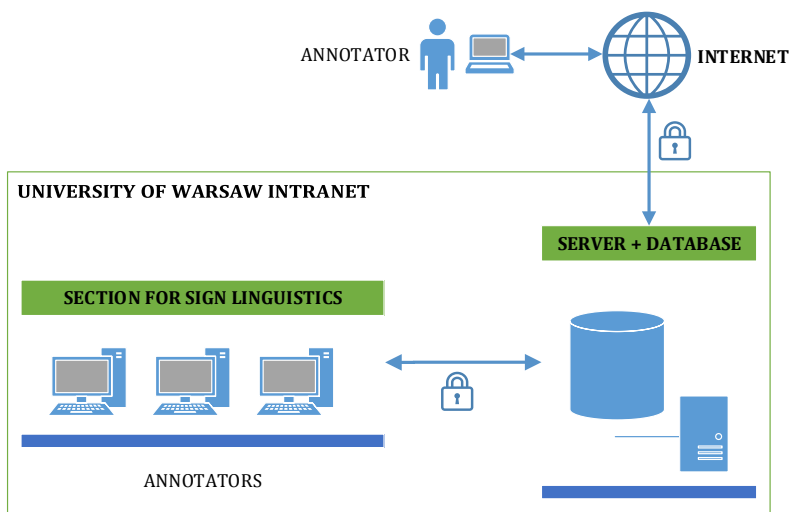 ANNOTATOR
INTERNET
UNIVERSITY OF WARSAW INTRANET
SERVER + DATABASE
SECTION FOR SIGN LINGUISTICS
ANNOTATORS